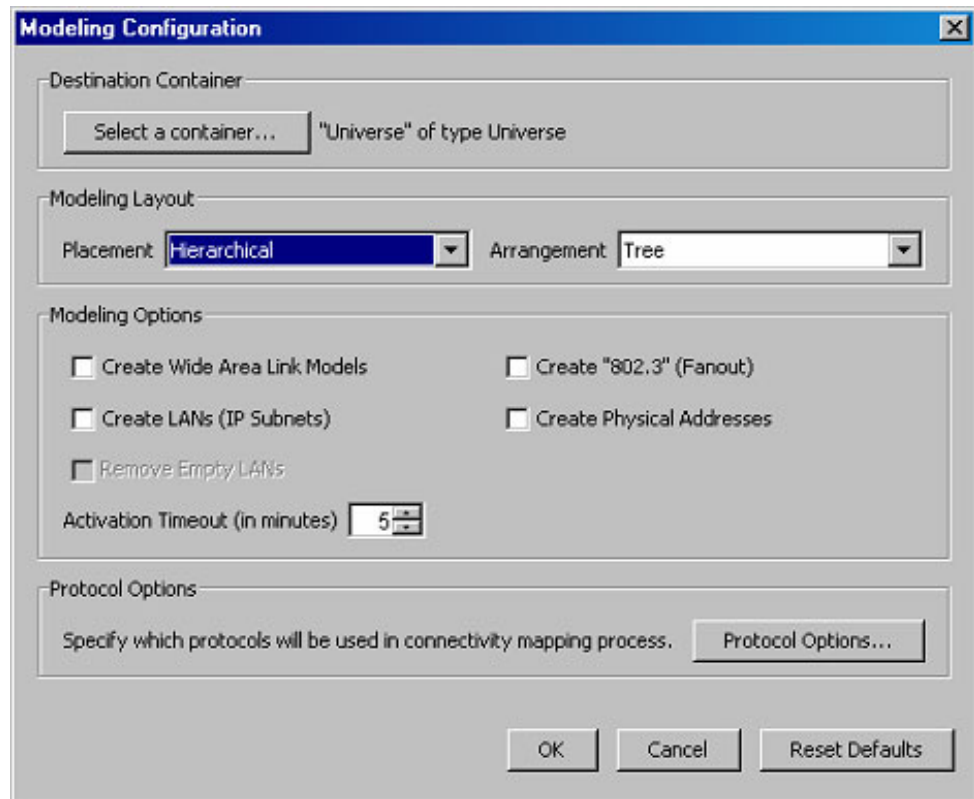 Modeling Configuration
Destination Container
Select a container... "Universe" of type Universe
Modeling Layout
Placement Hierarchical Arrangement Tree
Modeling Options
Create Wide Area Link Models Create "802.3" (Fanout)
Create LANs (IP Subnets) Create Physical Addresses
Remove Empty LANs
Activation Timeout (in minutes) 5
Protocol Options
Specify which protocols will be used in connectivity mapping process. Protocol Options...
OK Cancel Reset Defaults